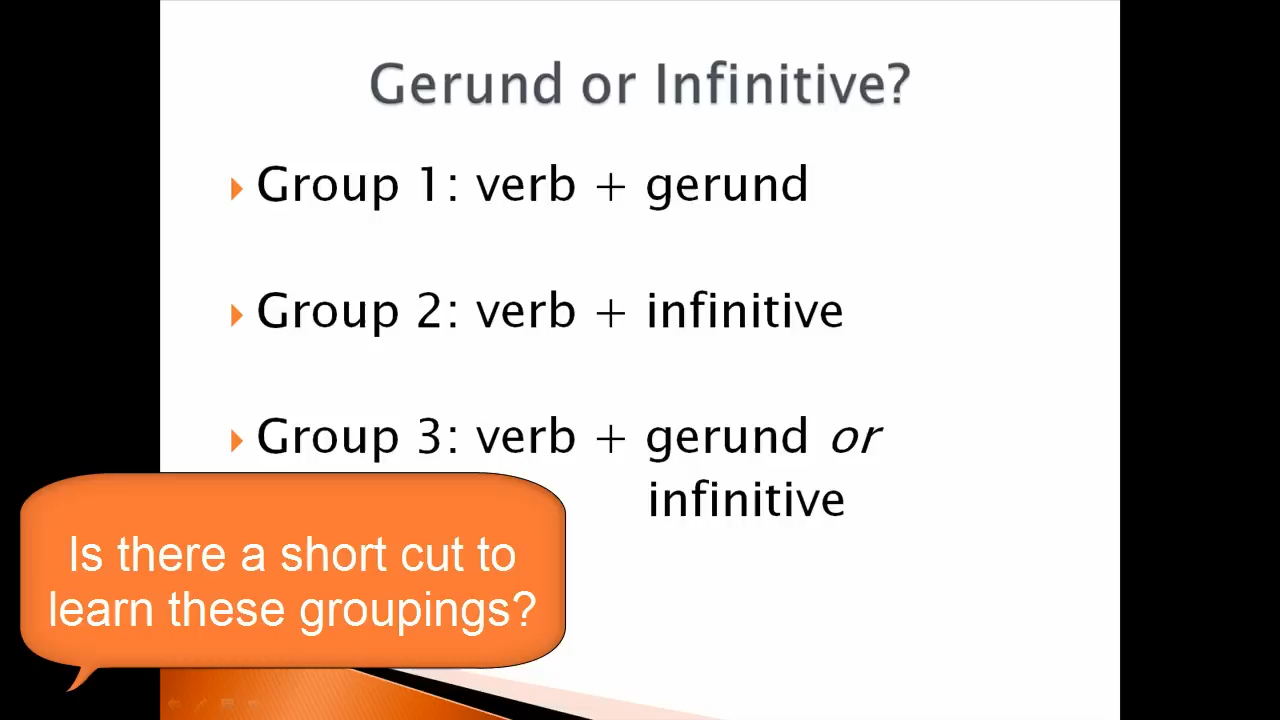 Gerund or Infinitive?
Group 1: verb + gerund
Group 2: verb + infinitive
Group 3: verb + gerund or
infinitive
Is there a short cut to
learn these groupings?